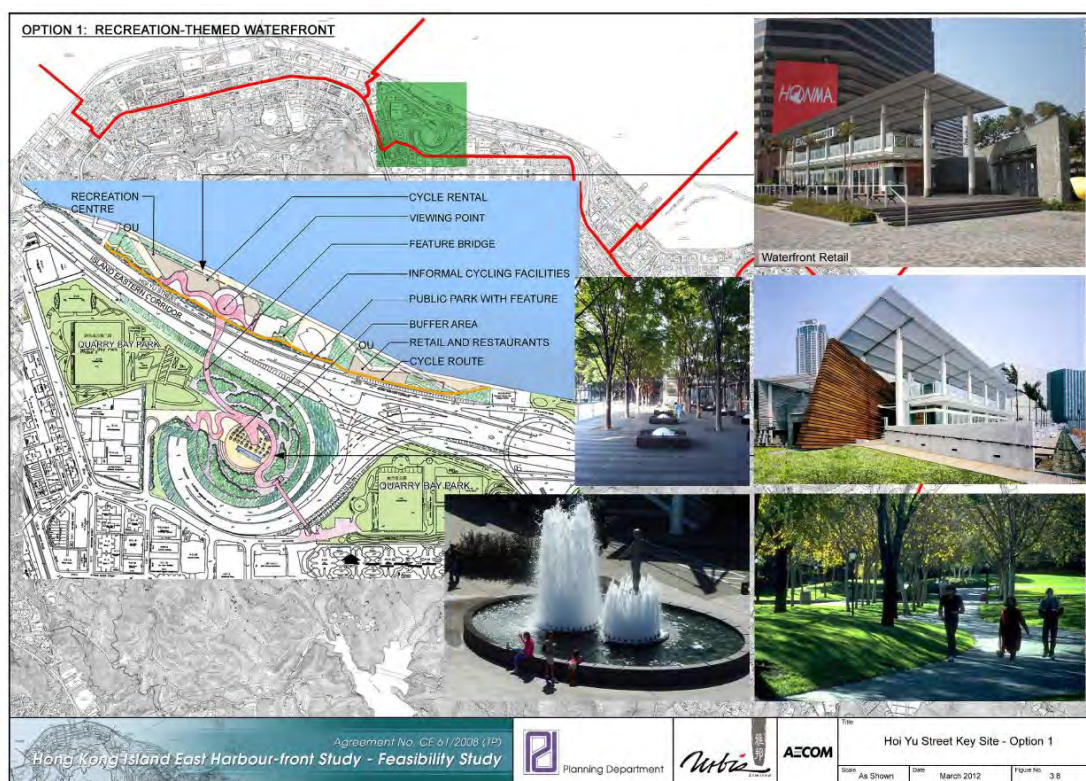 OPTION 1: RECREATION-THEMED WATERFRONT
HONMA
Waterfront Retail
RECREATION
CENTRE
OU
ISLAND EASTERN CORRIDOR
QUARRY BAY PARK
CYCLE RENTAL
VIEWING POINT
FEATURE BRIDGE
INFORMAL CYCLING FACILITIES
PUBLIC PARK WITH FEATURE
BUFFER AREA
RETAIL AND RESTAURANTS
OU
CYCLE ROUTE
QUARRY BAY PARK
Agreement No. CE 61/2008 (TP)
Hong Kong Island East Harbour-front Study - Feasibility Study
Planning Department
Urbis
Limited
雅邦
AECOM
Title
Hoi Yu Street Key Site - Option 1
Scale
As Shown
Date
March 2012
Figure No.
3.8